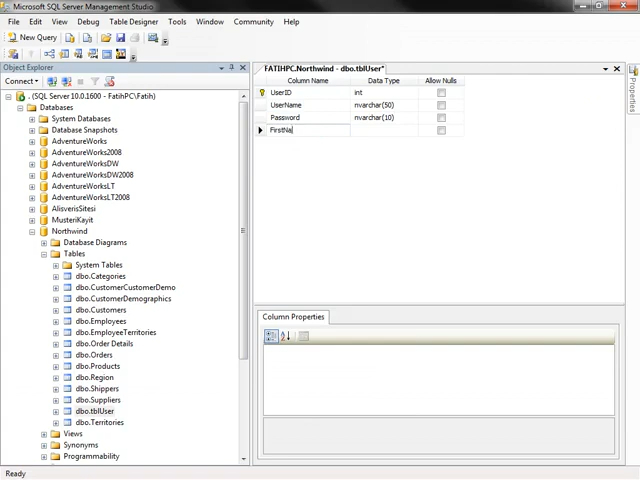 Microsoft SQL Server Management Studio
File Edit View Debug Table Designer Tools Window Community Help
New Query
Object Explorer
Connect
. (SQL Server 10.0.1600 - FatihPC\Fatih)
Databases
System Databases
Database Snapshots
AdventureWorks
AdventureWorks2008
AdventureWorksDW
AdventureWorksDW2008
AdventureWorksLT
AdventureWorksLT2008
AlisverisSitesi
MusteriKayit
Northwind
Database Diagrams
Tables
System Tables
dbo.Categories
dbo.CustomerCustomerDemo
dbo.CustomerDemographics
dbo.Customers
dbo.Employees
dbo.EmployeeTerritories
dbo.Order Details
dbo.Orders
dbo.Products
dbo.Region
dbo.Shippers
dbo.Suppliers
dbo.tblUser
dbo.Territories
Views
Synonyms
Programmability
FATIHPC.Northwind - dbo.tblUser*
Column Name Data Type Allow Nulls
UserID int
UserName nvarchar(50)
Password nvarchar(10)
FirstNa
Column Properties
Properties
Ready